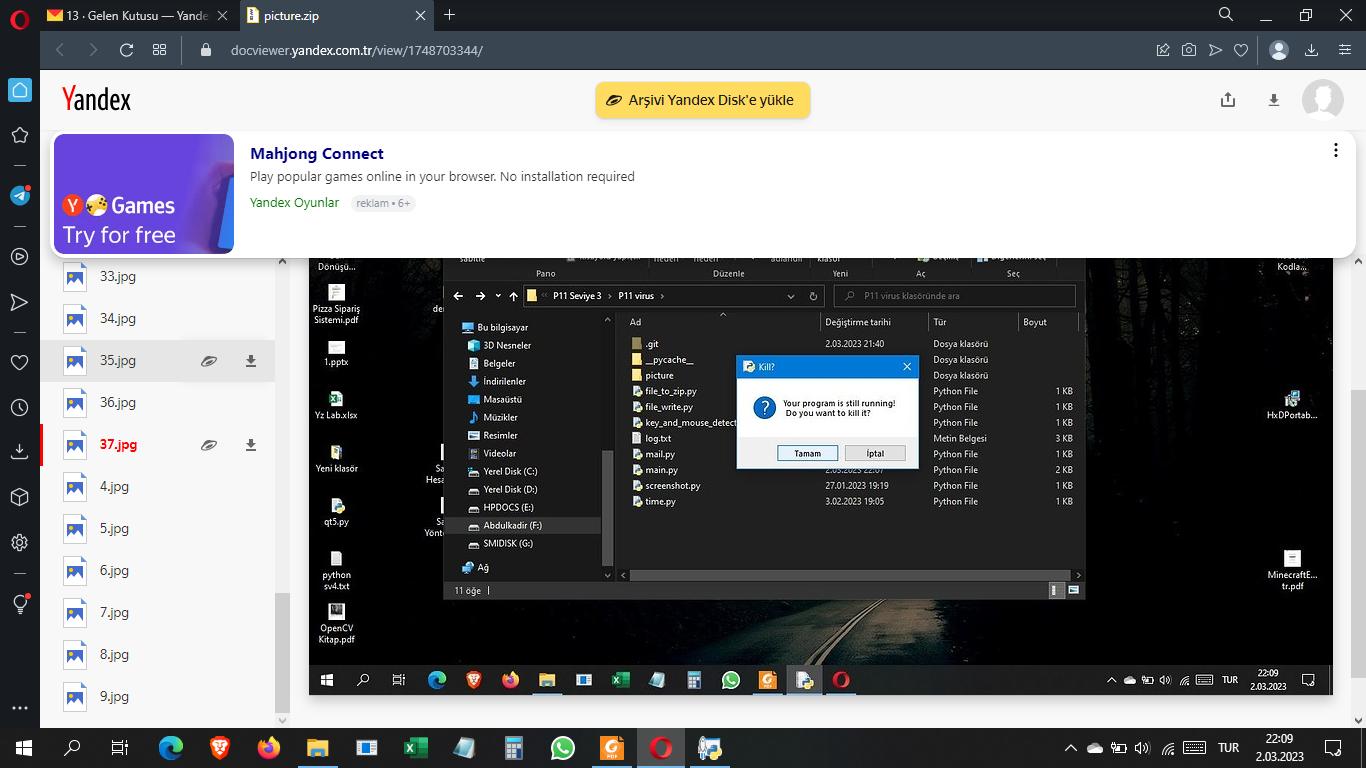 13 · Gelen Kutusu — Yande
picture.zip
docviewer.yandex.com.tr/view/1748703344/
Yandex
Arşivi Yandex Disk'e yükle
Games
Try for free
Mahjong Connect
Play popular games online in your browser. No installation required
Yandex Oyunlar
reklam • 6+
33.jpg
34.jpg
35.jpg
36.jpg
37.jpg
4.jpg
5.jpg
6.jpg
7.jpg
8.jpg
9.jpg
Dönüşü...
Pizza Sipariş
Sistemi.pdf
1.pptx
Yz Lab.xlsx
Yeni klasör
qt5.py
python
sv4.txt
OpenCV
Kitap.pdf
Pano
Düzenle
Yeni
Aç
Seç
P11 Seviye 3
P11 virus
P11 virus klasöründe ara
Bu bilgisayar
3D Nesneler
Belgeler
İndirilenler
Masaüstü
Müzikler
Resimler
Videolar
Yerel Disk (C:)
Yerel Disk (D:)
HPDOCS (E:)
Abdulkadir (F:)
SMIDISK (G:)
Ağ
Ad
Değiştirme tarihi
Tür
Boyut
.git
2.03.2023 21:40
Dosya klasörü
__pycache__
Dosya klasörü
picture
Dosya klasörü
file_to_zip.py
Python File
1 KB
file_write.py
Python File
1 KB
key_and_mouse_detect
Python File
1 KB
log.txt
Metin Belgesi
3 KB
mail.py
Python File
1 KB
main.py
2.03.2023 22:07
Python File
2 KB
screenshot.py
27.01.2023 19:19
Python File
1 KB
time.py
3.02.2023 19:05
Python File
1 KB
Kill?
Your program is still running!
Do you want to kill it?
Tamam
İptal
11 öğe
Kodla...
HxDPortab...
MinecraftE...
tr.pdf
TUR
22:09
2.03.2023
TUR
22:09
2.03.2023